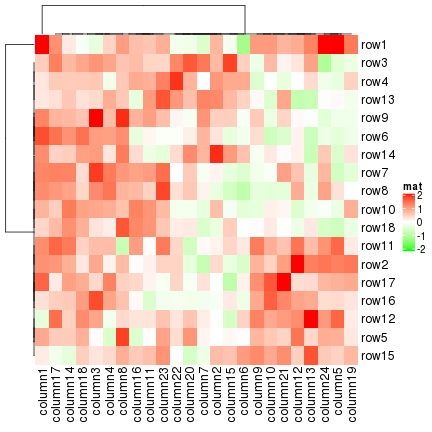 row1
row3
row4
row13
row9
row6
row14
row7
row8
row10
row18
row11
row2
row17
row16
row12
row5
row15
mat
2
1
0
-1
-2
column1
column17
column14
column18
column3
column4
column8
column16
column11
column23
column22
column20
column7
column2
column15
column6
column9
column10
column21
column12
column13
column24
column5
column19